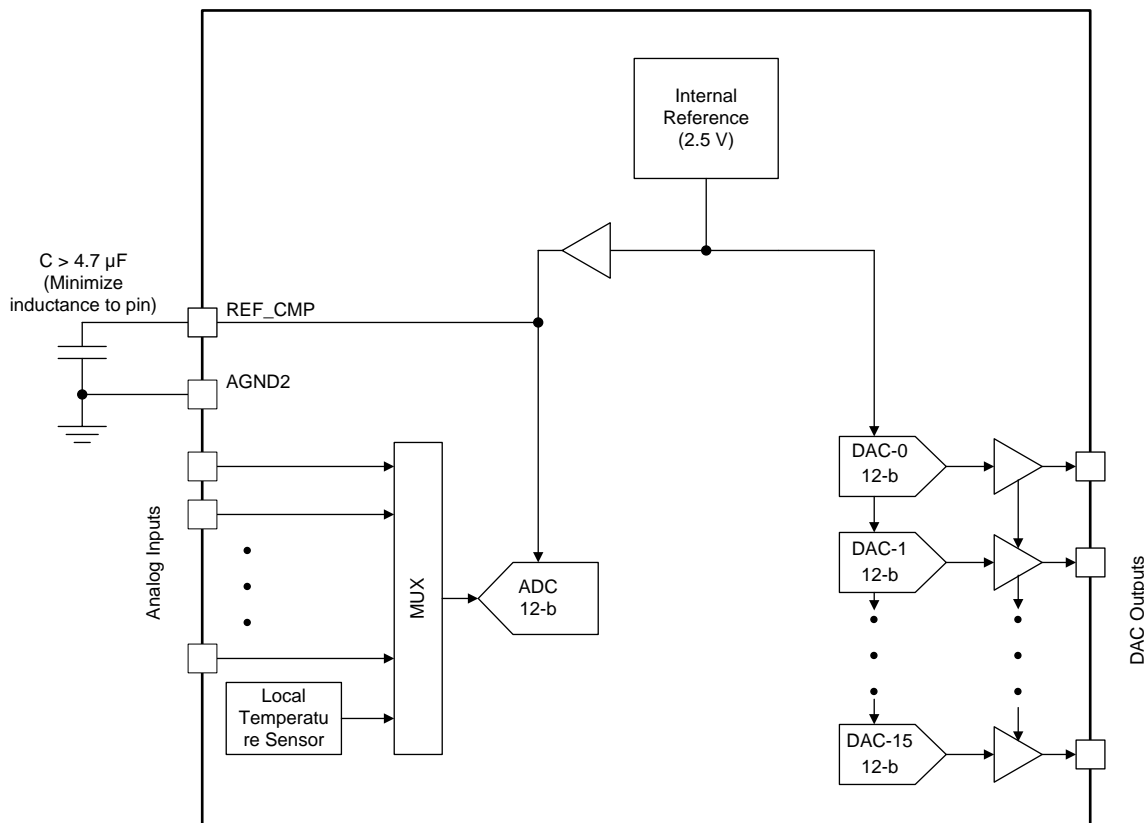 Internal
Reference
(2.5 V)
C > 4.7 µF
(Minimize
inductance to pin)
REF_CMP
AGND2
Analog Inputs
MUX
ADC
12-b
Local
Temperatu
re Sensor
DAC-0
12-b
DAC-1
12-b
DAC-15
12-b
DAC Outputs